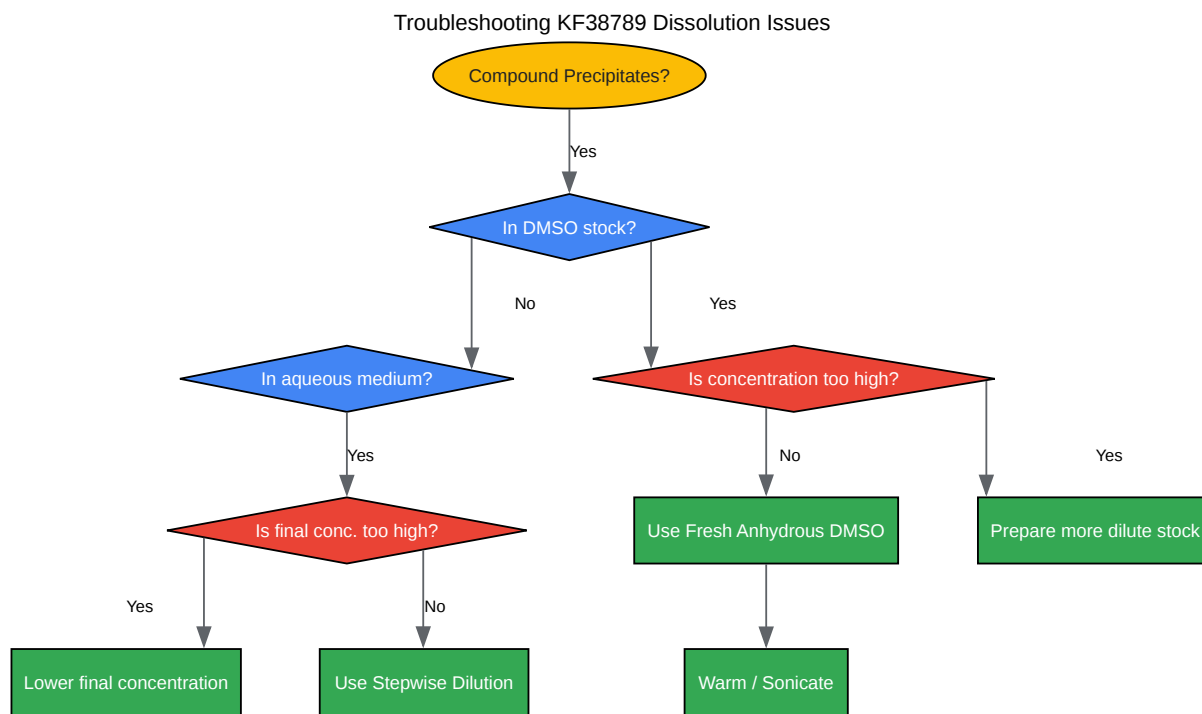 Troubleshooting KF38789 Dissolution Issues
Compound Precipitates?
Yes
In DMSO stock?
No
Yes
In aqueous medium?
Is concentration too high?
Yes
No
Yes
Is final conc. too high?
Use Fresh Anhydrous DMSO
Prepare more dilute stock
Yes
No
Lower final concentration
Use Stepwise Dilution
Warm / Sonicate